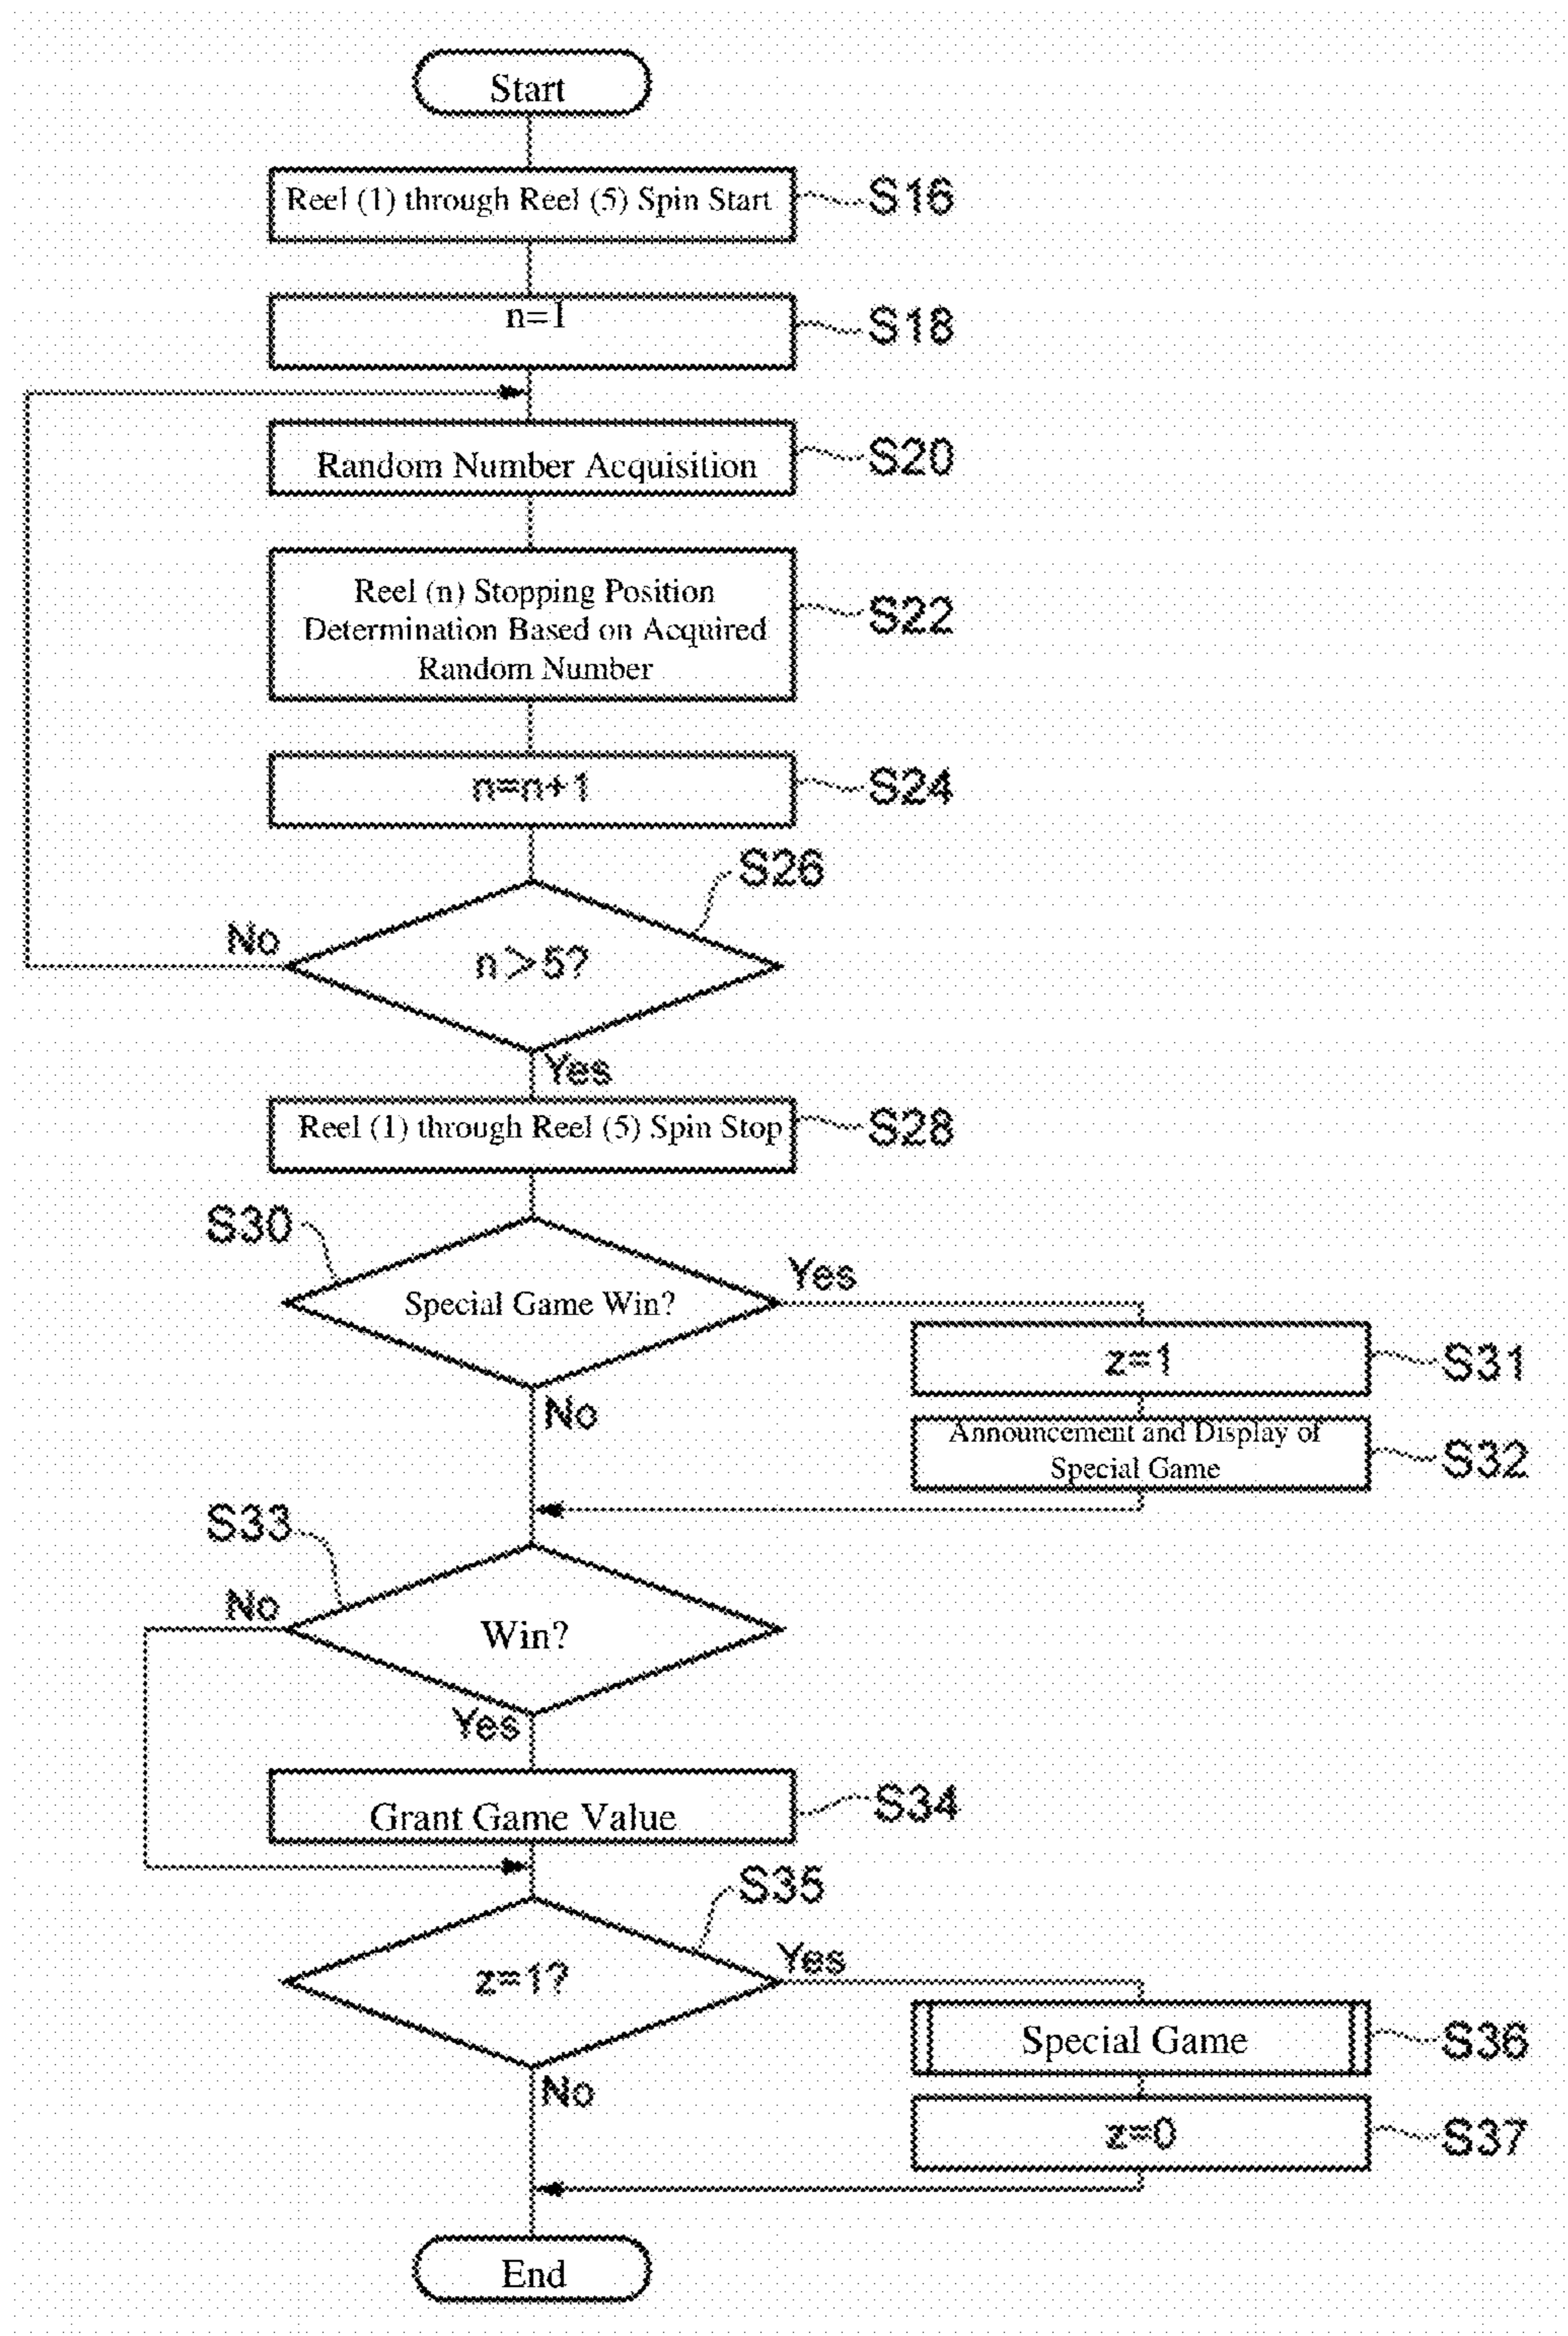 Start
Reel (1) through Reel (5) Spin Start
S16
n=1
S18
Random Number Acquisition
S20
Reel (n) Stopping Position
Determination Based on Acquired
Random Number
S22
n=n+1
S24
S26
No
n>5?
Yes
Reel (1) through Reel (5) Spin Stop
S28
S30
Special Game Win?
Yes
z=1
S31
No
Announcement and Display of
Special Game
S32
S33
No
Win?
Yes
Grant Game Value
S34
S35
z=1?
Yes
Special Game
S36
No
z=0
S37
End